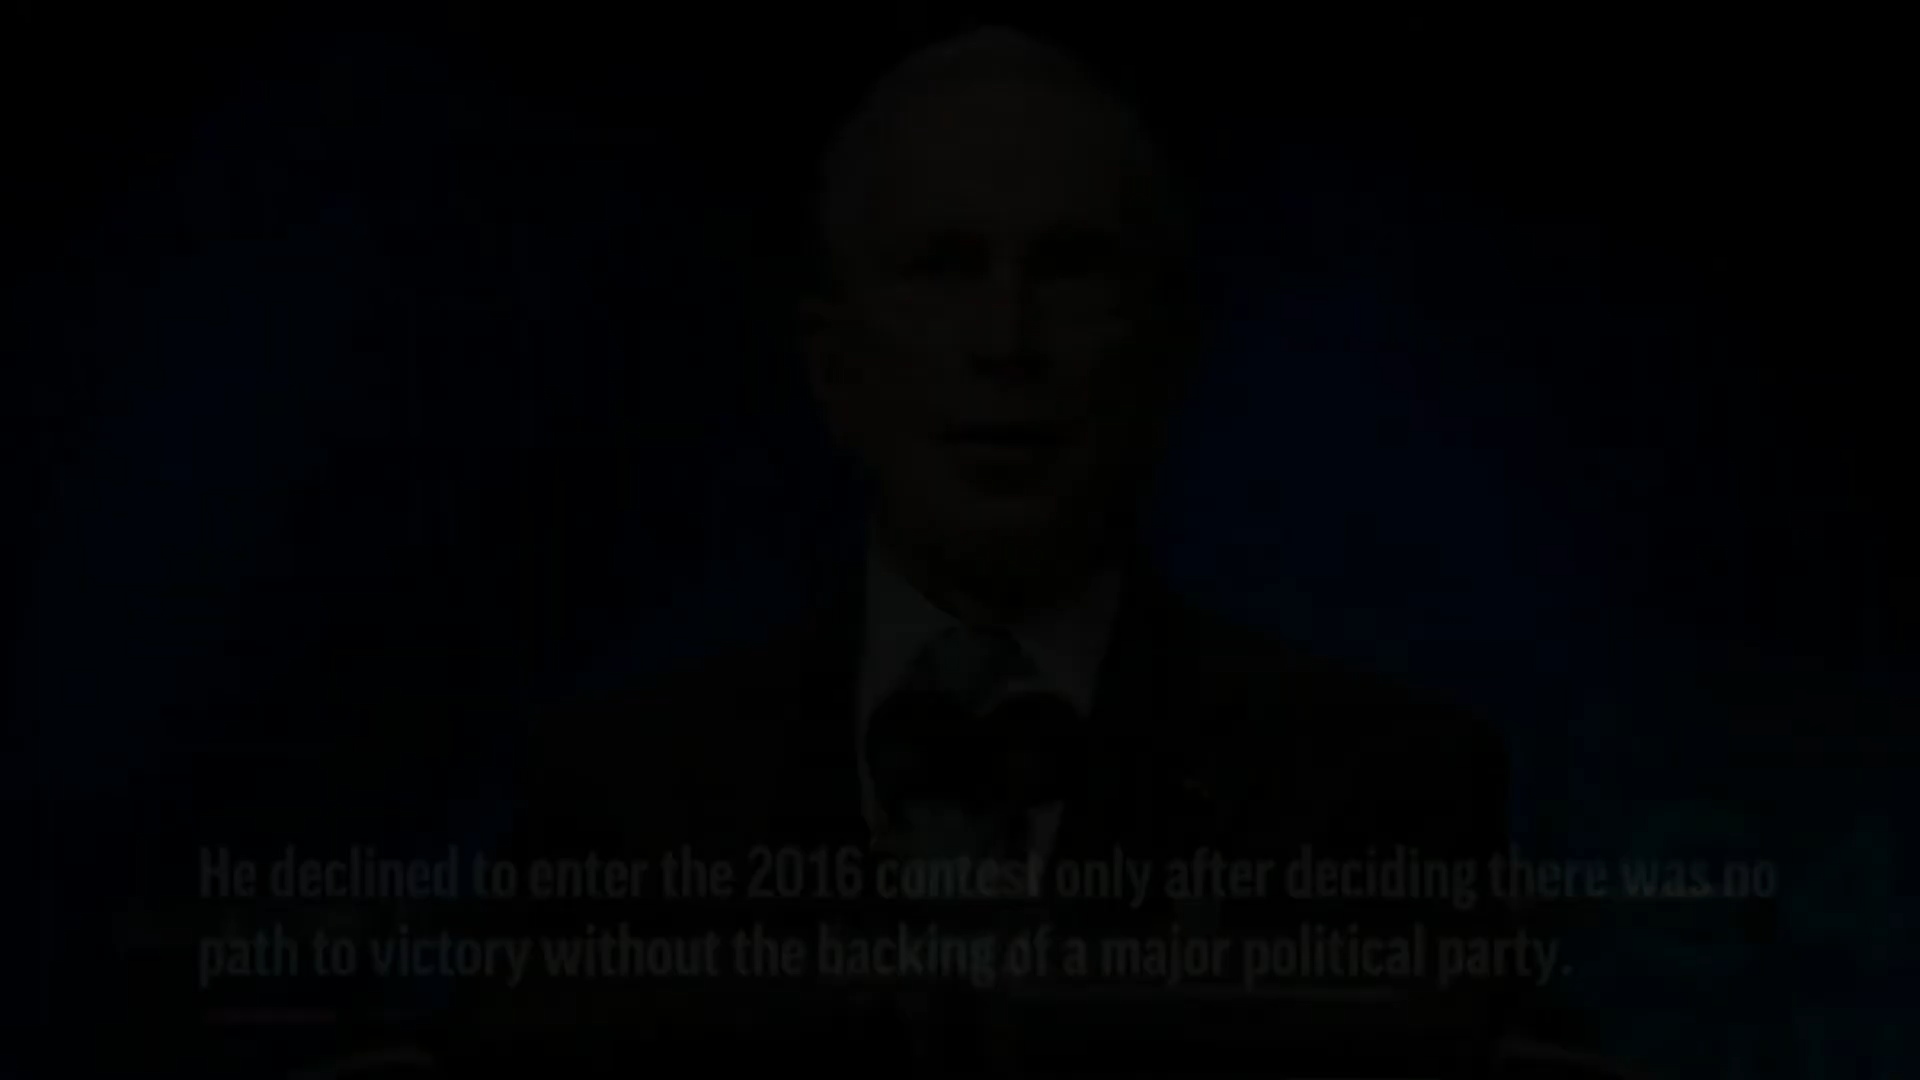 He declined to enter the 2016 contest only after deciding there was no
path to victory without the backing of a major political party.